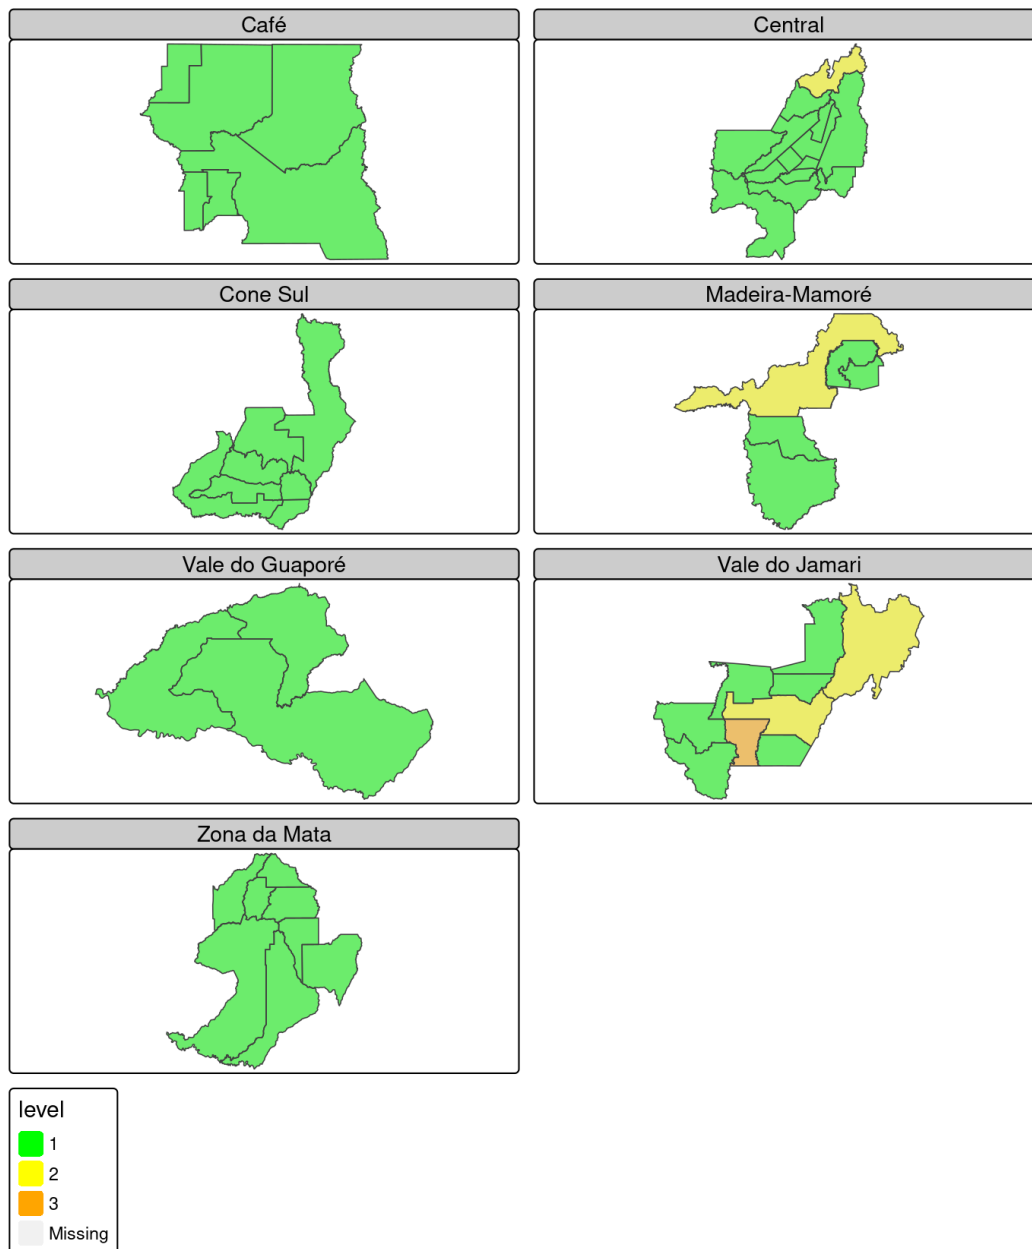 Café
Central
Cone Sul
Madeira-Mamoré
Vale do Guaporé
Vale do Jamari
Zona da Mata
level
1
2
3
Missing